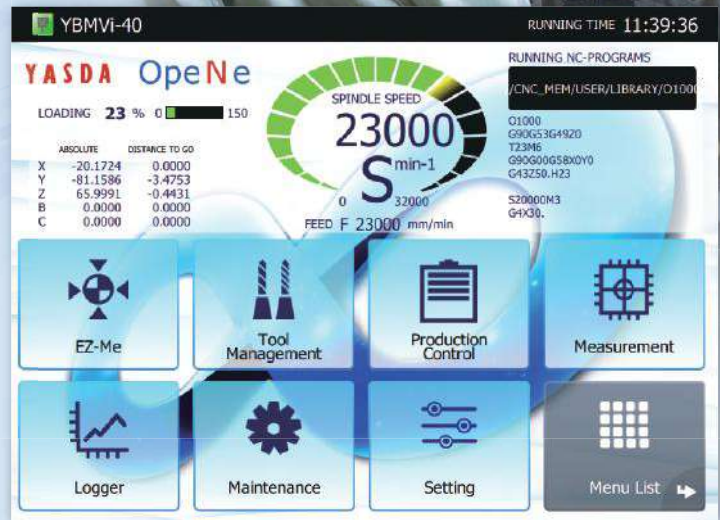 YBMVi-40
RUNNING TIME 11:39:36
YASDA OpeNe
LOADING 23 % 0 150
ABSOLUTE DISTANCE TO GO
X -20.1724 0.0000
Y -81.1586 -3.4753
Z 65.9991 -0.4431
B 0.0000 0.0000
C 0.0000 0.0000
SPINDLE SPEED
23000
S min-1
0 32000
FEED F 23000 mm/min
RUNNING NC-PROGRAMS
/CNC_MEM/USER/LIBRARY/O1000
O1000
G90G53G49Z0
T23M6
G90G00G58X0Y0
G43Z50.H23
S20000M3
G4X30.
EZ-Me
Tool
Management
Production
Control
Measurement
Logger
Maintenance
Setting
Menu List